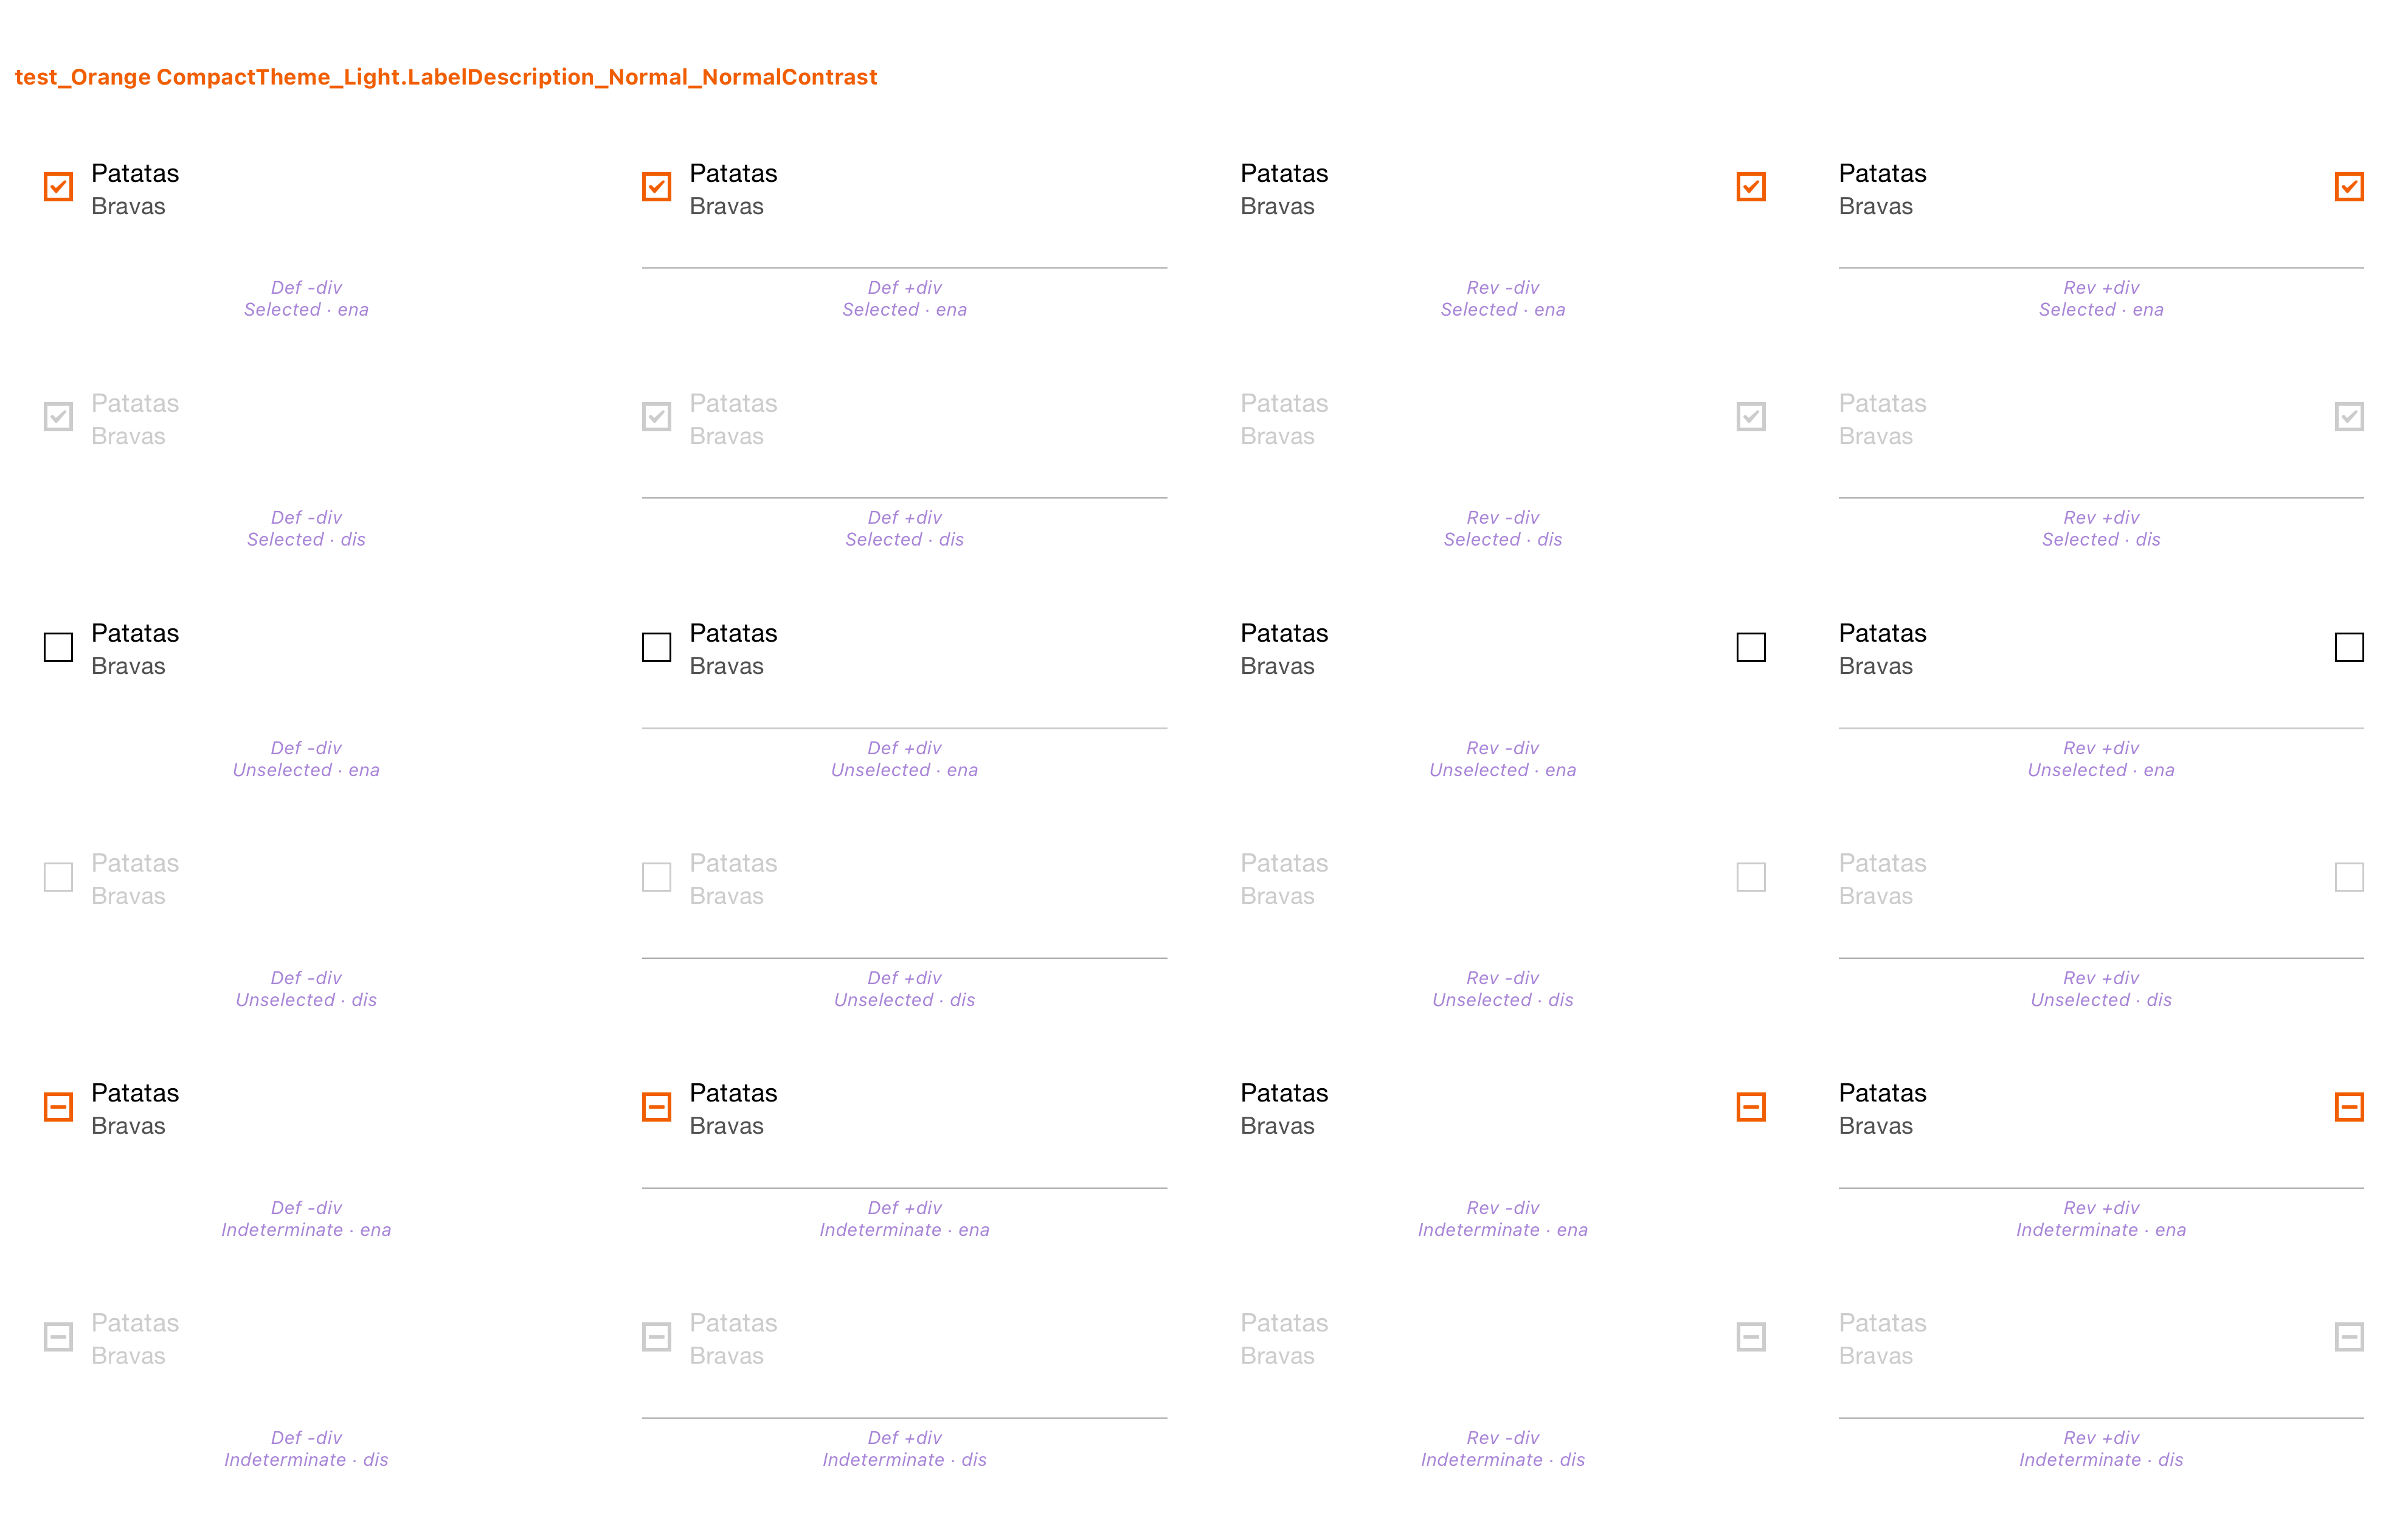 test_Orange CompactTheme_Light.LabelDescription_Normal_NormalContrast
Patatas
Bravas
Def -div
Selected · ena
Patatas
Bravas
Def +div
Selected · ena
Patatas
Bravas
Rev -div
Selected · ena
Patatas
Bravas
Rev +div
Selected · ena
Patatas
Bravas
Def -div
Selected · dis
Patatas
Bravas
Def +div
Selected · dis
Patatas
Bravas
Rev -div
Selected · dis
Patatas
Bravas
Rev +div
Selected · dis
Patatas
Bravas
Def -div
Unselected · ena
Patatas
Bravas
Def +div
Unselected · ena
Patatas
Bravas
Rev -div
Unselected · ena
Patatas
Bravas
Rev +div
Unselected · ena
Patatas
Bravas
Def -div
Unselected · dis
Patatas
Bravas
Def +div
Unselected · dis
Patatas
Bravas
Rev -div
Unselected · dis
Patatas
Bravas
Rev +div
Unselected · dis
Patatas
Bravas
Def -div
Indeterminate · ena
Patatas
Bravas
Def +div
Indeterminate · ena
Patatas
Bravas
Rev -div
Indeterminate · ena
Patatas
Bravas
Rev +div
Indeterminate · ena
Patatas
Bravas
Def -div
Indeterminate · dis
Patatas
Bravas
Def +div
Indeterminate · dis
Patatas
Bravas
Rev -div
Indeterminate · dis
Patatas
Bravas
Rev +div
Indeterminate · dis